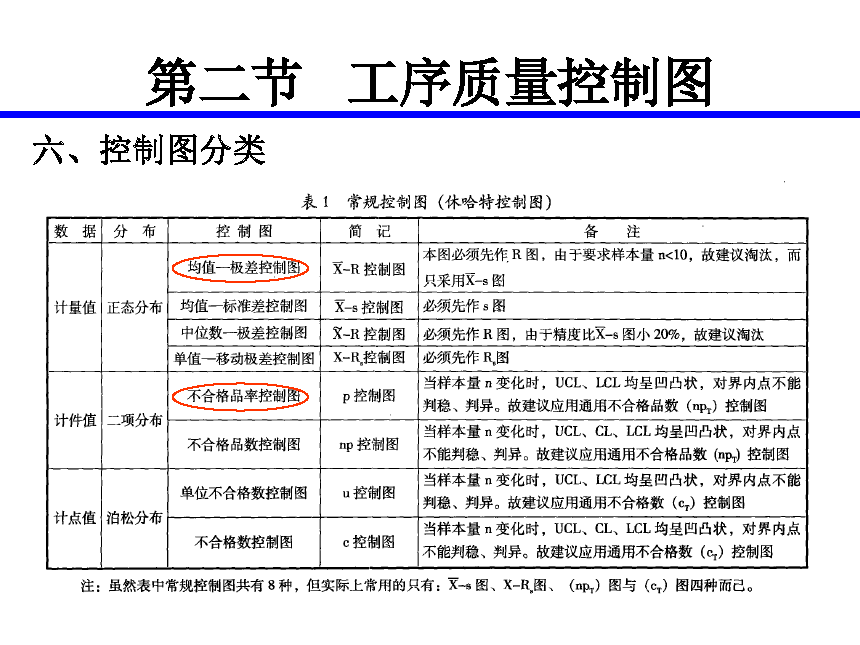 第二节 工序质量控制图
六、控制图分类
表 1 常规控制图（休哈特控制图）
数 据 分 布 控 制 图 简 记 备 注
计量值 正态分布 均值—极差控制图 X̄-R 控制图 本图必须先作 R 图，由于要求样本量 n<10，故建议淘汰，而
只采用X̄-s 图
均值—标准差控制图 X̄-s 控制图 必须先作 s 图
中位数—极差控制图 X̃-R 控制图 必须先作 R 图，由于精度比X̄-s 图小 20%，故建议淘汰
单值—移动极差控制图 X-Rs控制图 必须先作 Rs图
计件值 二项分布 不合格品率控制图 p 控制图 当样本量 n 变化时，UCL、LCL 均呈凹凸状，对界内点不能
判稳、判异。故建议应用通用不合格品数（npT）控制图
不合格品数控制图 np 控制图 当样本量 n 变化时，UCL、CL、LCL 均呈凹凸状，对界内点
不能判稳、判异。故建议应用通用不合格品数 (npT) 控制图
计点值 泊松分布 单位不合格数控制图 u 控制图 当样本量 n 变化时，UCL、LCL 均呈凹凸状，对界内点不能
判稳、判异。故建议应用通用不合格数（cT）控制图
不合格数控制图 c 控制图 当样本量 n 变化时，UCL、CL、LCL 均呈凹凸状，对界内点
不能判稳、判异。故建议应用通用不合格数（cT）控制图
注：虽然表中常规控制图共有 8 种，但实际上常用的只有：X̄-s 图、X-Rs图、（npT）图与（cT）图四种而已。